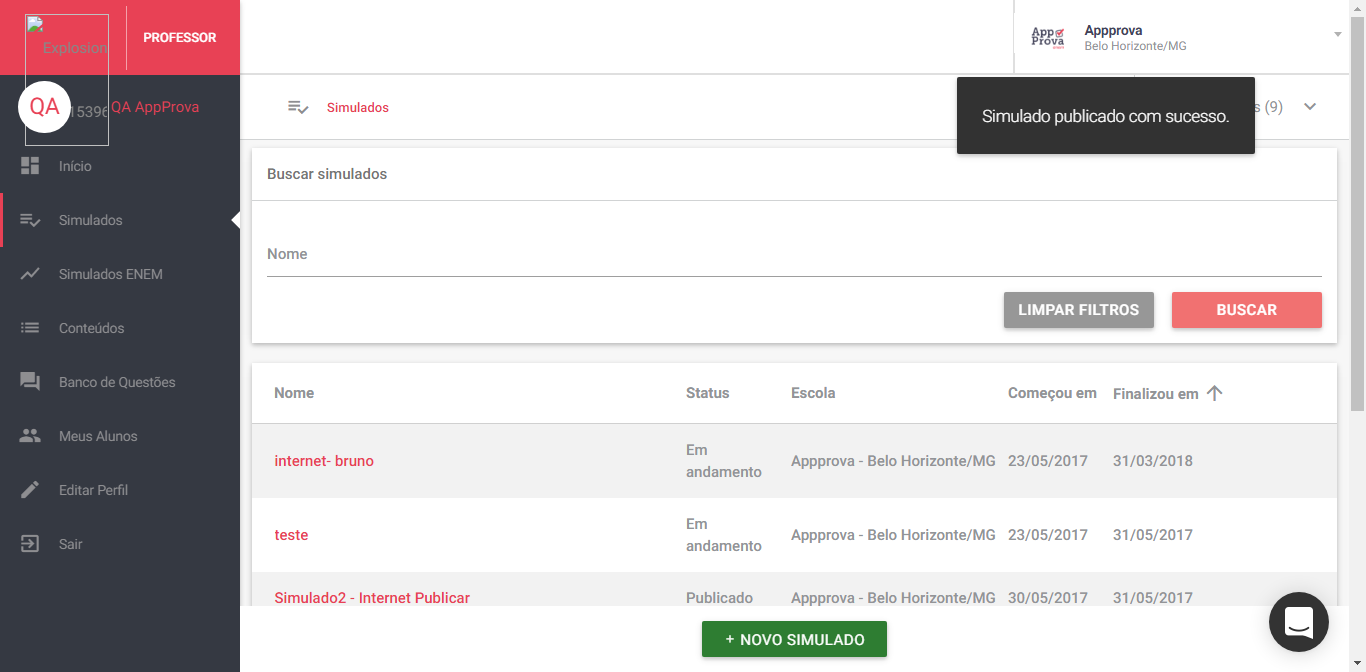 Explosion
PROFESSOR
App
Prova
Appprova
Belo Horizonte/MG
QA
15396
QA AppProva
Simulados
s (9)
Simulado publicado com sucesso.
Início
Simulados
Simulados ENEM
Conteúdos
Banco de Questões
Meus Alunos
Editar Perfil
Sair
Buscar simulados
Nome
LIMPAR FILTROS
BUSCAR
Nome Status Escola Começou em Finalizou em
internet- bruno Em andamento Appprova - Belo Horizonte/MG 23/05/2017 31/03/2018
teste Em andamento Appprova - Belo Horizonte/MG 23/05/2017 31/05/2017
Simulado2 - Internet Publicar Publicado Appprova - Belo Horizonte/MG 30/05/2017 31/05/2017
+ NOVO SIMULADO